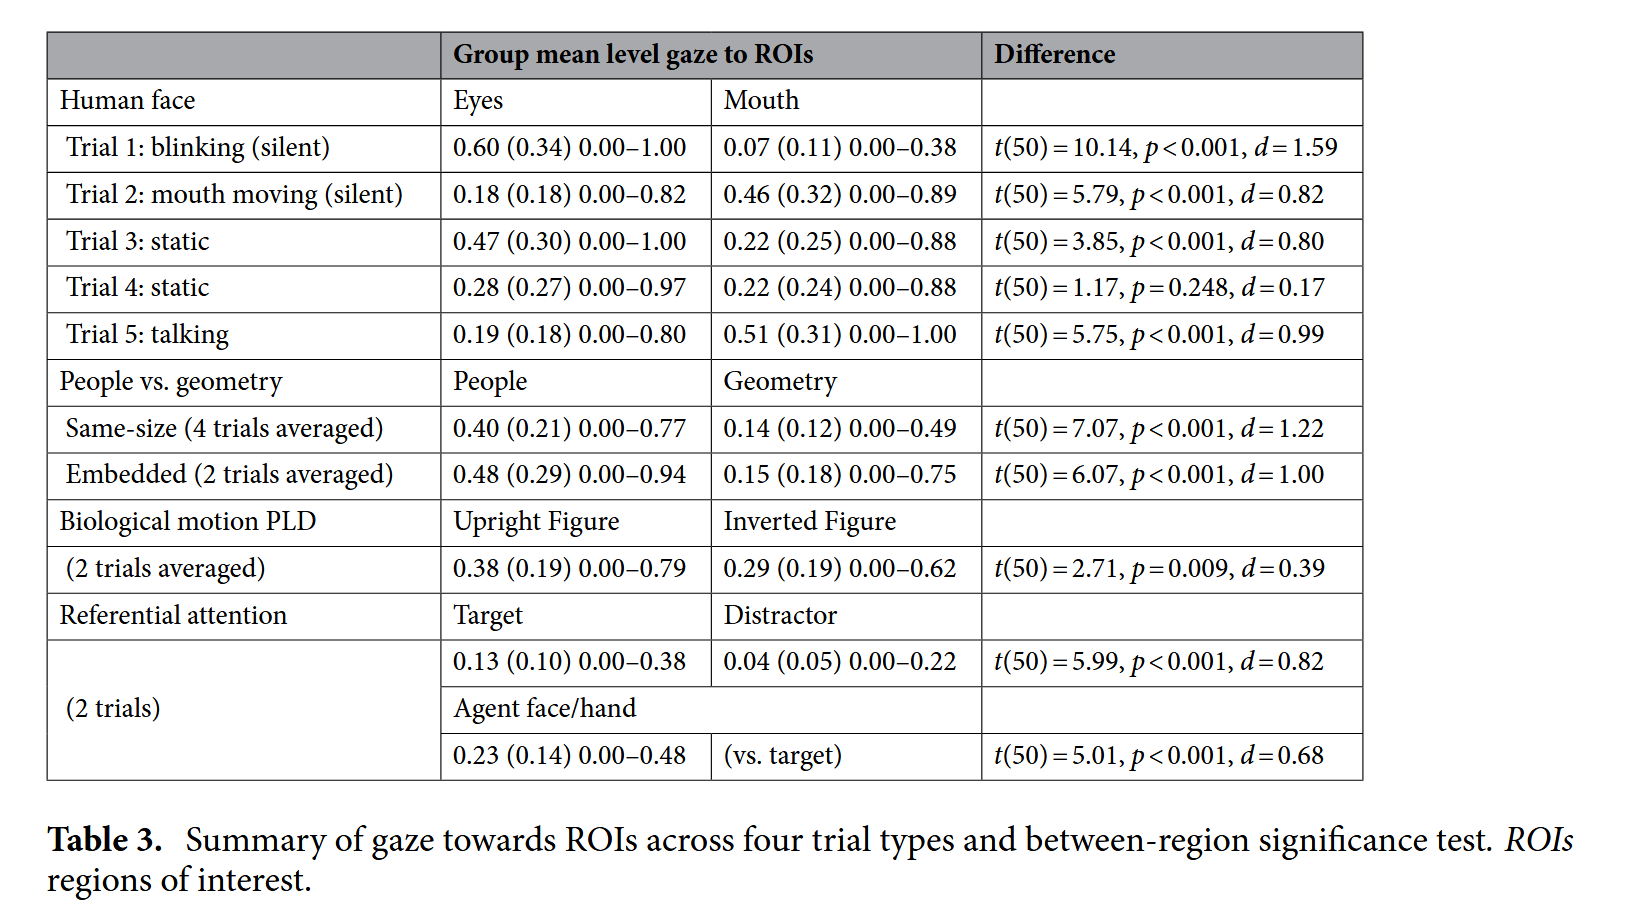 Group mean level gaze to ROIs Difference
Human face Eyes Mouth
Trial 1: blinking (silent) 0.60 (0.34) 0.00–1.00 0.07 (0.11) 0.00–0.38 t(50) = 10.14, p < 0.001, d = 1.59
Trial 2: mouth moving (silent) 0.18 (0.18) 0.00–0.82 0.46 (0.32) 0.00–0.89 t(50) = 5.79, p < 0.001, d = 0.82
Trial 3: static 0.47 (0.30) 0.00–1.00 0.22 (0.25) 0.00–0.88 t(50) = 3.85, p < 0.001, d = 0.80
Trial 4: static 0.28 (0.27) 0.00–0.97 0.22 (0.24) 0.00–0.88 t(50) = 1.17, p = 0.248, d = 0.17
Trial 5: talking 0.19 (0.18) 0.00–0.80 0.51 (0.31) 0.00–1.00 t(50) = 5.75, p < 0.001, d = 0.99
People vs. geometry People Geometry
Same-size (4 trials averaged) 0.40 (0.21) 0.00–0.77 0.14 (0.12) 0.00–0.49 t(50) = 7.07, p < 0.001, d = 1.22
Embedded (2 trials averaged) 0.48 (0.29) 0.00–0.94 0.15 (0.18) 0.00–0.75 t(50) = 6.07, p < 0.001, d = 1.00
Biological motion PLD Upright Figure Inverted Figure
(2 trials averaged) 0.38 (0.19) 0.00–0.79 0.29 (0.19) 0.00–0.62 t(50) = 2.71, p = 0.009, d = 0.39
Referential attention Target Distractor
0.13 (0.10) 0.00–0.38 0.04 (0.05) 0.00–0.22 t(50) = 5.99, p < 0.001, d = 0.82
(2 trials) Agent face/hand
0.23 (0.14) 0.00–0.48 (vs. target) t(50) = 5.01, p < 0.001, d = 0.68
Table 3. Summary of gaze towards ROIs across four trial types and between-region significance test. ROIs
regions of interest.